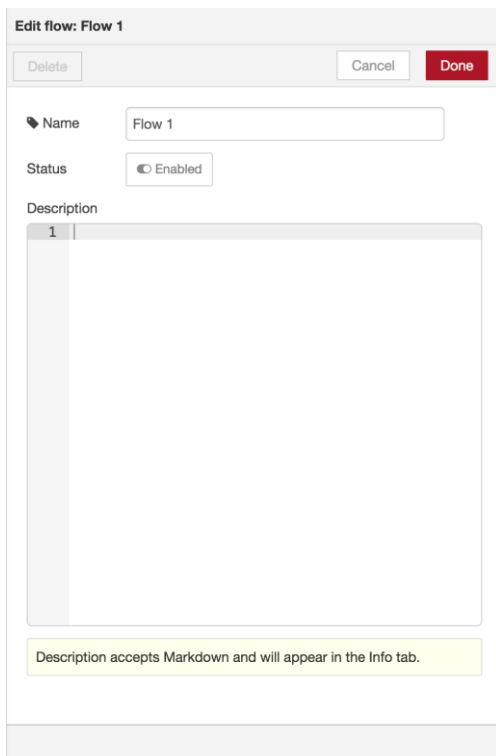 Edit flow: Flow 1
Delete
Cancel
Done
Name
Flow 1
Status
Enabled
Description
1
Description accepts Markdown and will appear in the Info tab.